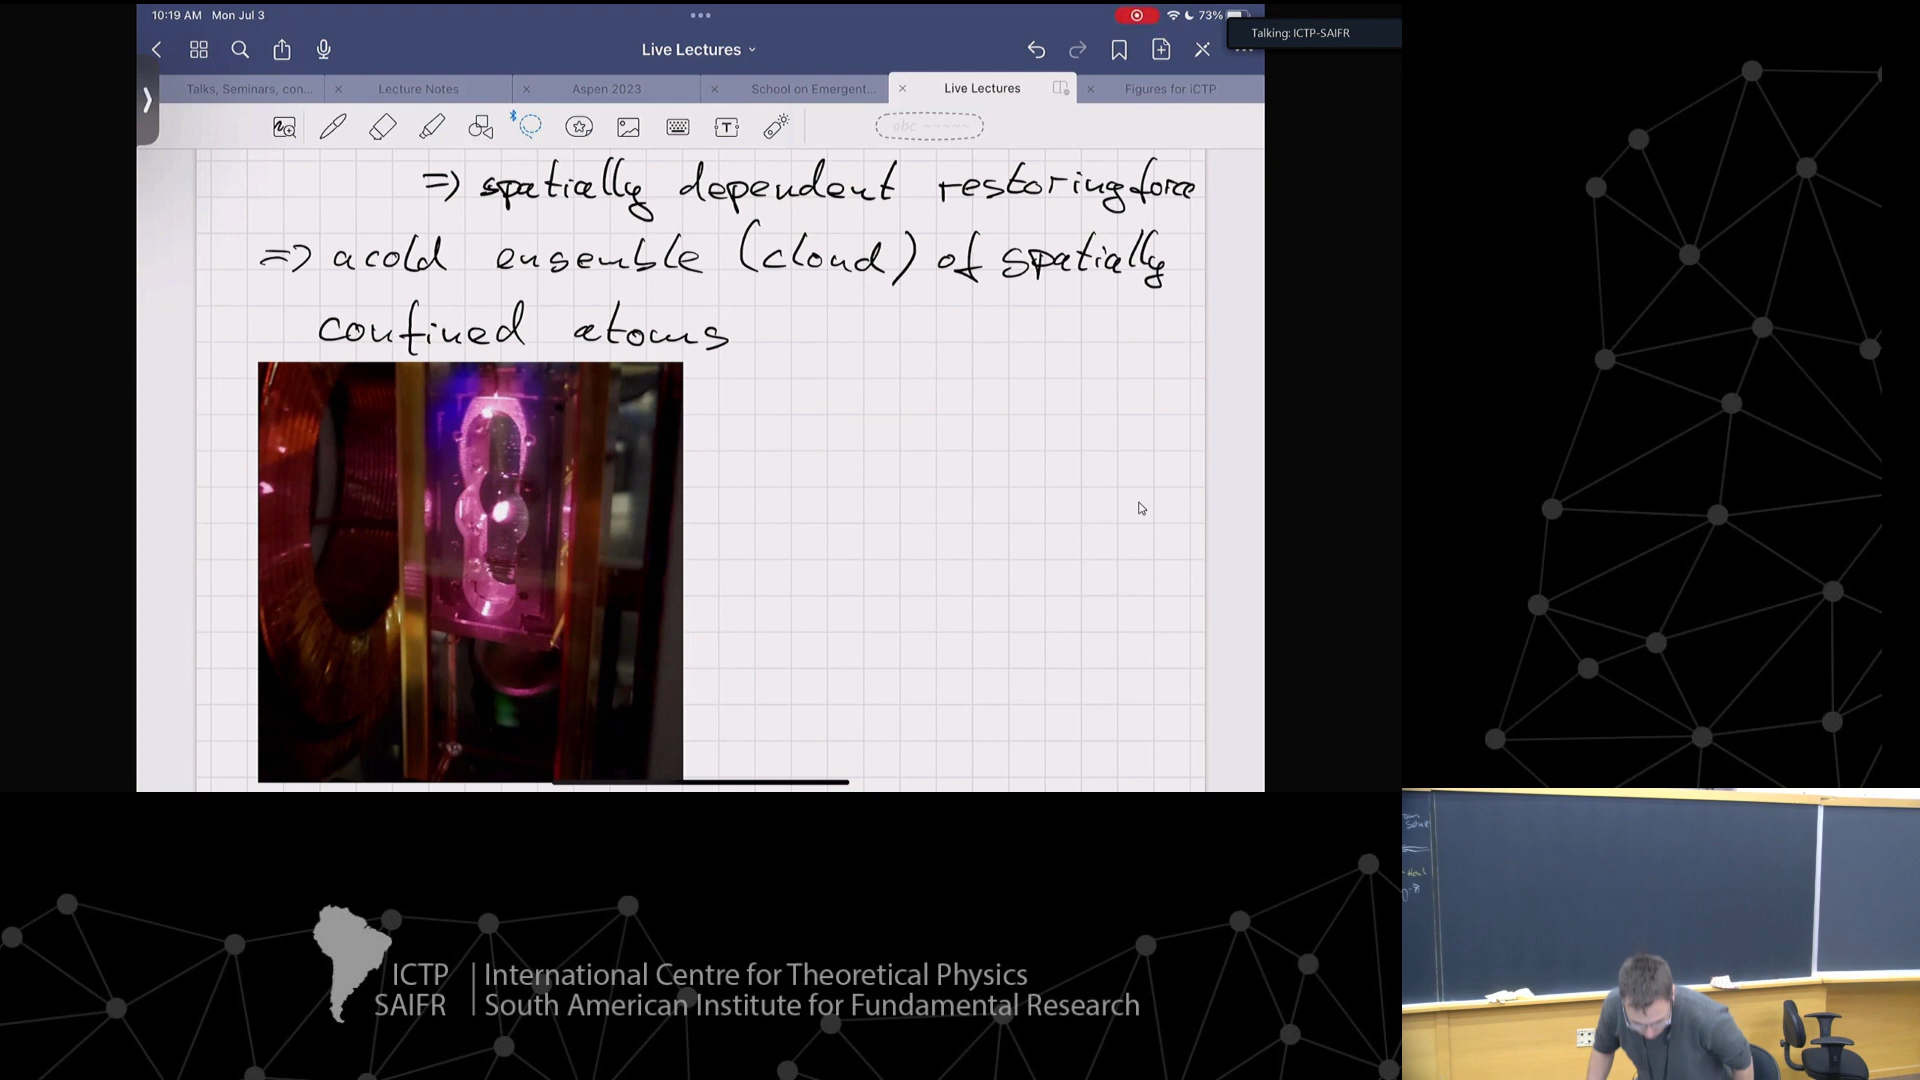 10:19 AM Mon Jul 3
73%
Talking: ICTP-SAIFR
Live Lectures
Talks, Seminars, con...
Lecture Notes
Aspen 2023
School on Emergent...
Live Lectures
Figures for iCTP
abc
=> spatially dependent restoring force
=> a cold ensemble (cloud) of spatially
confined atoms
ICTP
SAIFR
International Centre for Theoretical Physics
South American Institute for Fundamental Research